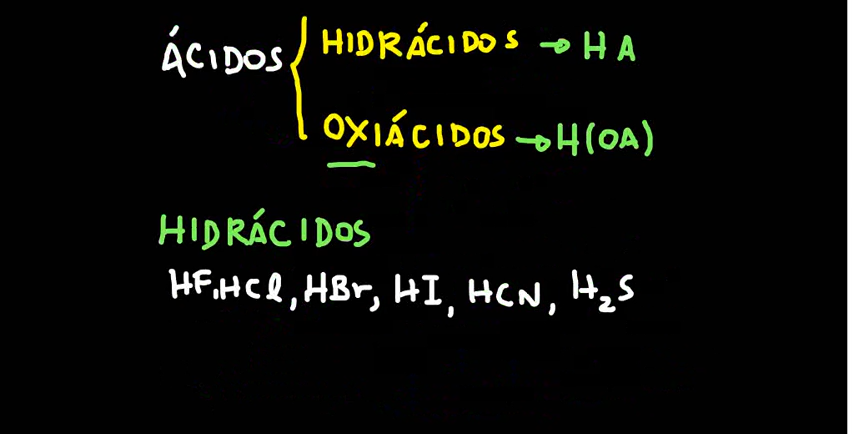 ÁCIDOS { HIDRÁCIDOS → HA
OXIÁCIDOS → H(OA)
HIDRÁCIDOS
HF, HCl, HBr, HI, HCN, H₂S